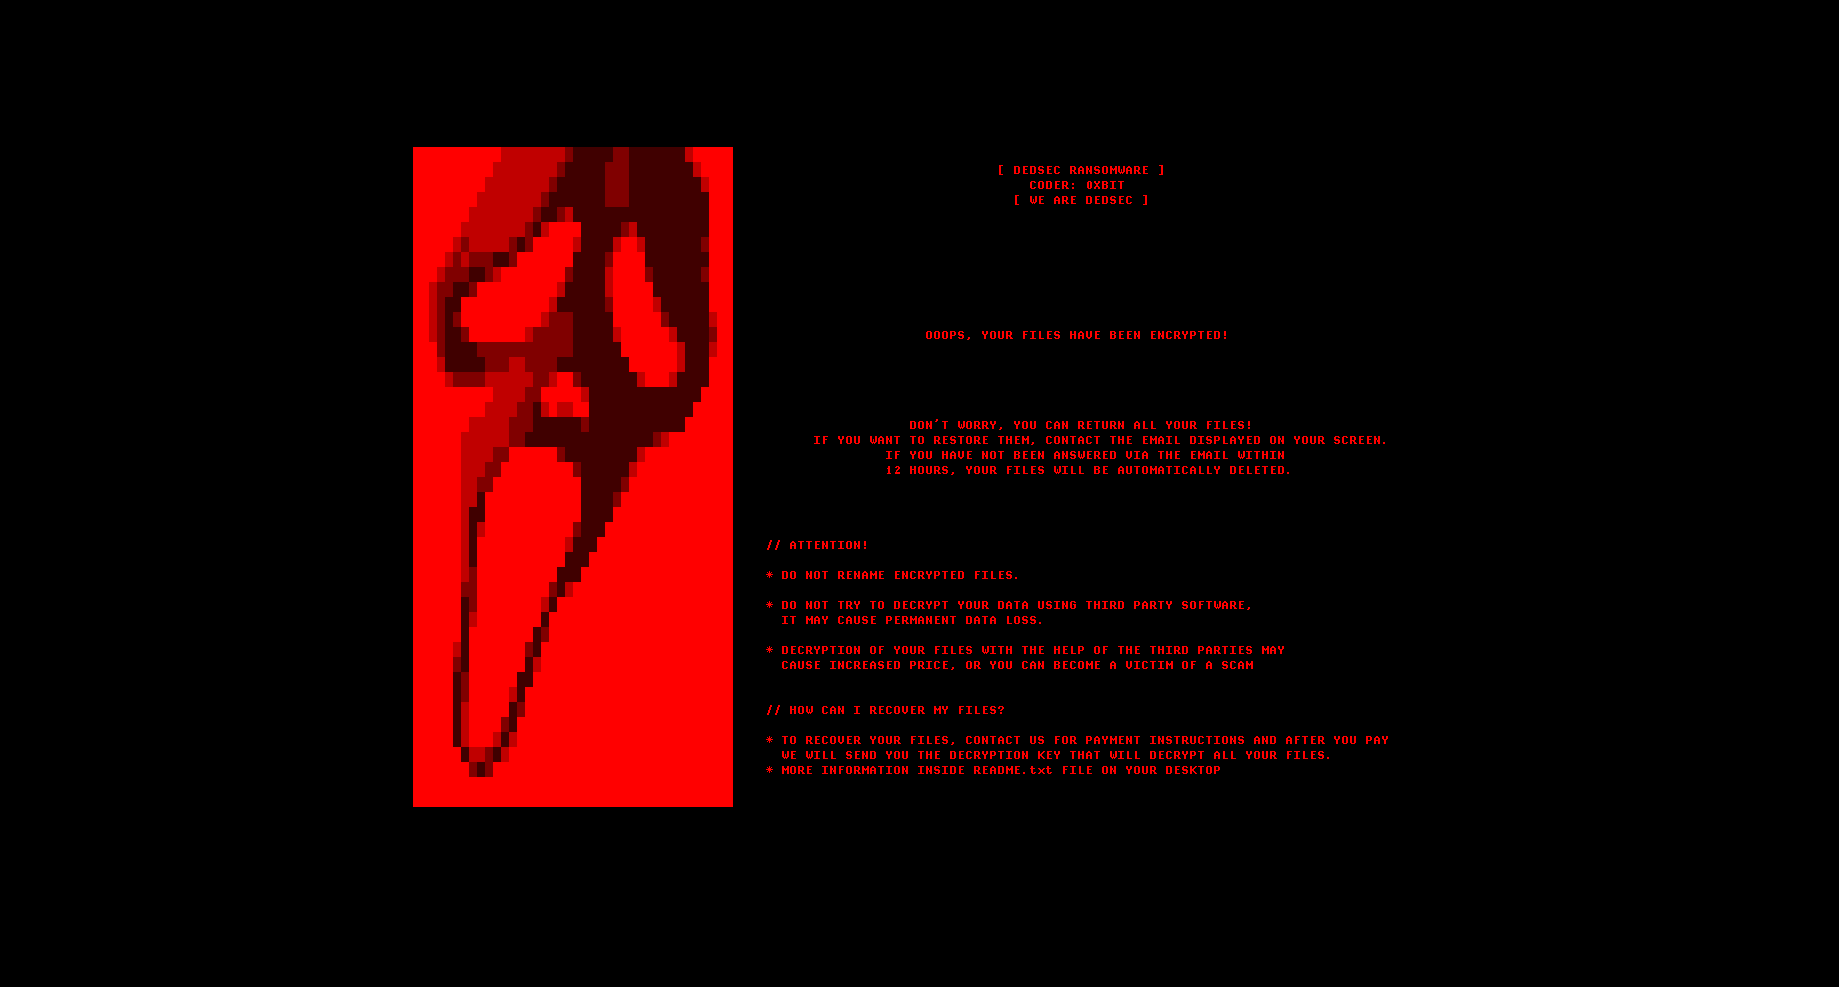 [ DEDSEC RANSOMWARE ]
CODER: 0XBIT
[ WE ARE DEDSEC ]
OOOPS, YOUR FILES HAVE BEEN ENCRYPTED!
DON'T WORRY, YOU CAN RETURN ALL YOUR FILES!
IF YOU WANT TO RESTORE THEM, CONTACT THE EMAIL DISPLAYED ON YOUR SCREEN.
IF YOU HAVE NOT BEEN ANSWERED VIA THE EMAIL WITHIN
12 HOURS, YOUR FILES WILL BE AUTOMATICALLY DELETED.
// ATTENTION!
* DO NOT RENAME ENCRYPTED FILES.
* DO NOT TRY TO DECRYPT YOUR DATA USING THIRD PARTY SOFTWARE,
IT MAY CAUSE PERMANENT DATA LOSS.
* DECRYPTION OF YOUR FILES WITH THE HELP OF THE THIRD PARTIES MAY
CAUSE INCREASED PRICE, OR YOU CAN BECOME A VICTIM OF A SCAM
// HOW CAN I RECOVER MY FILES?
* TO RECOVER YOUR FILES, CONTACT US FOR PAYMENT INSTRUCTIONS AND AFTER YOU PAY
WE WILL SEND YOU THE DECRYPTION KEY THAT WILL DECRYPT ALL YOUR FILES.
* MORE INFORMATION INSIDE README.txt FILE ON YOUR DESKTOP